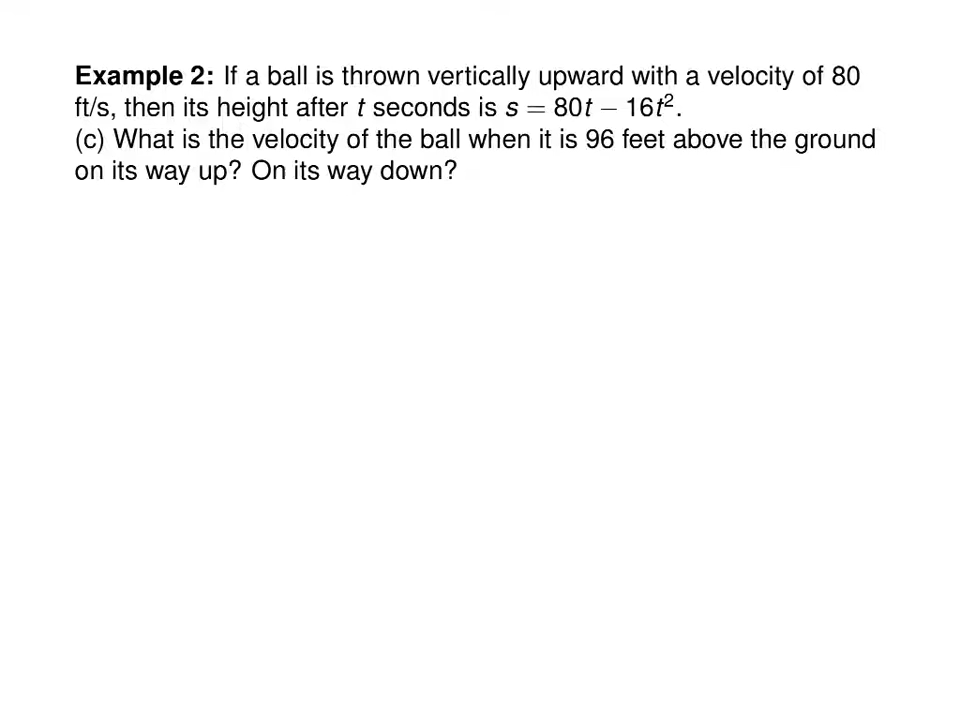 Example 2: If a ball is thrown vertically upward with a velocity of 80
ft/s, then its height after t seconds is s = 80t − 16t².
(c) What is the velocity of the ball when it is 96 feet above the ground
on its way up? On its way down?